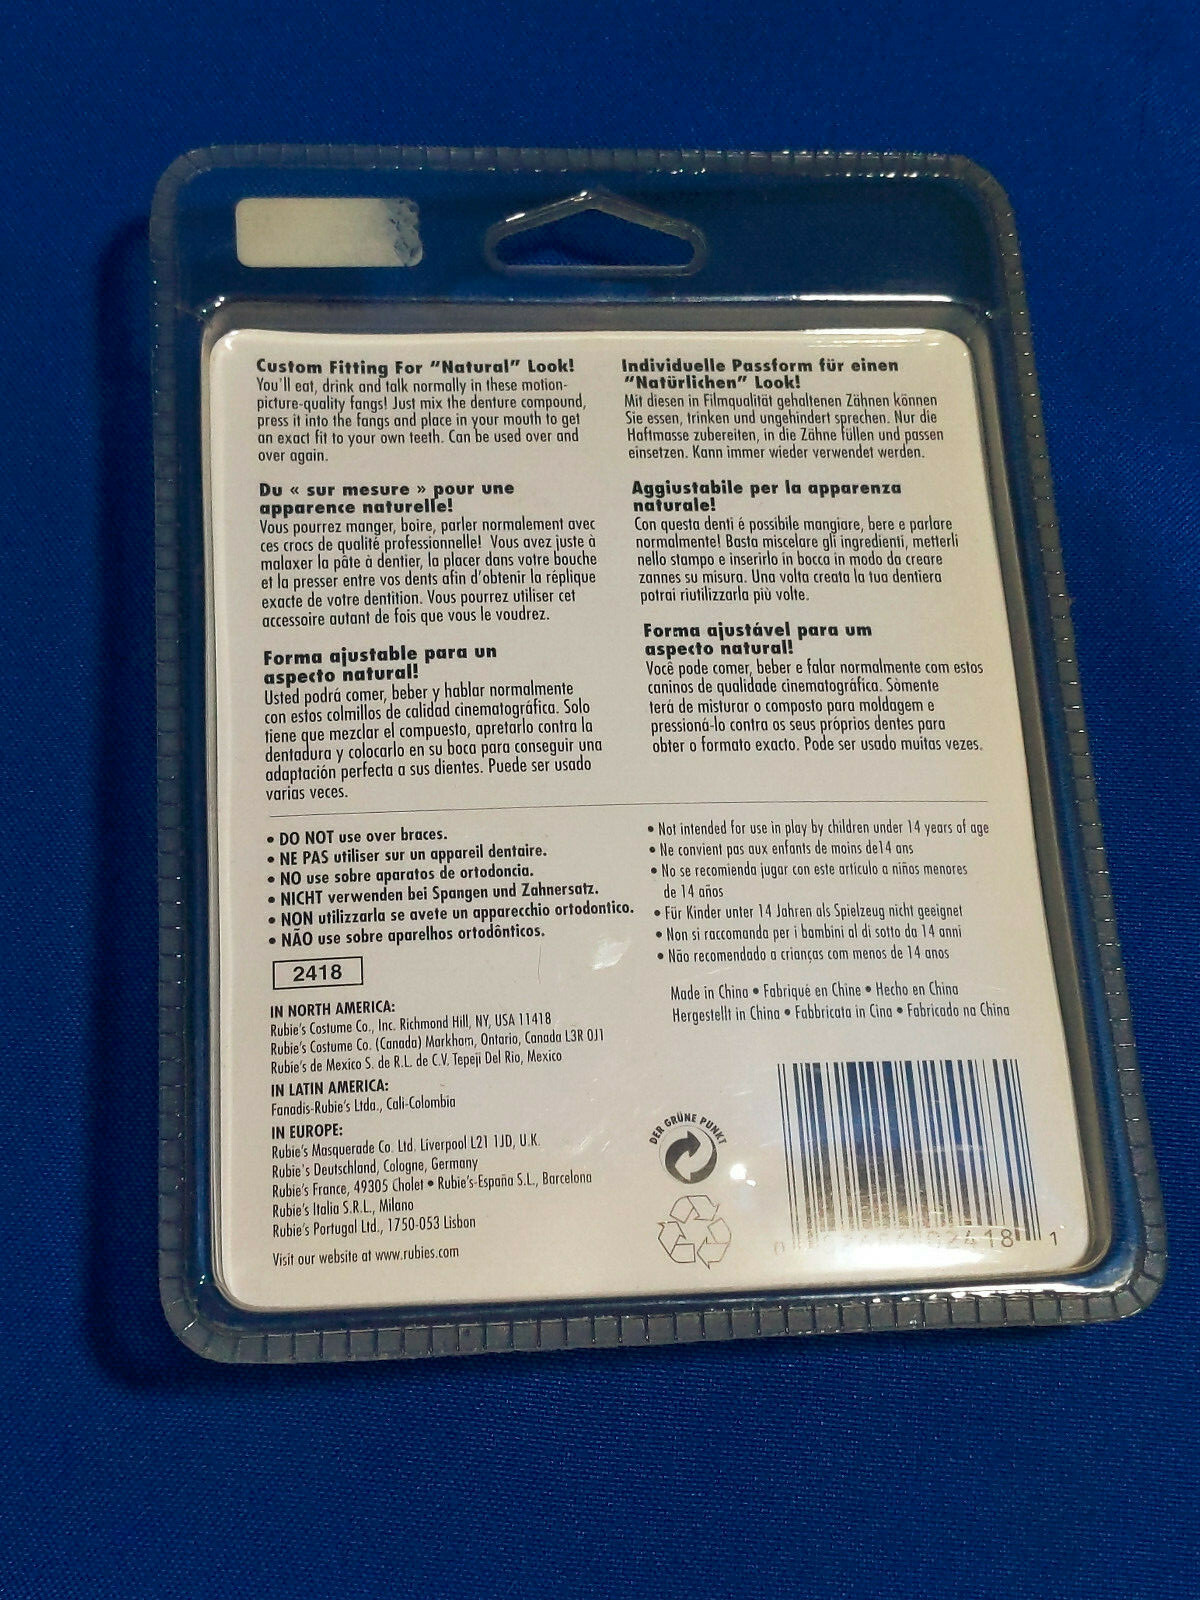 Custom Fitting For "Natural" Look!
You'll eat, drink and talk normally in these motion-
picture-quality fangs! Just mix the denture compound,
press it into the fangs and place in your mouth to get
an exact fit to your own teeth. Can be used over and
over again.
Du « sur mesure » pour une
apparence naturelle!
Vous pourrez manger, boire, parler normalement avec
ces crocs de qualité professionnelle! Vous avez juste à
malaxer la pâte à dentier, la placer dans votre bouche
et la presser entre vos dents afin d'obtenir la réplique
exacte de votre dentition. Vous pourrez utiliser cet
accessoire autant de fois que vous le voudrez.
Forma ajustable para un
aspecto natural!
Usted podrá comer, beber y hablar normalmente
con estos colmillos de calidad cinematográfica. Solo
tiene que mezclar el compuesto, apretarlo contra la
dentadura y colocarlo en su boca para conseguir una
adaptación perfecta a sus dientes. Puede ser usado
varias veces.
Individuelle Passform für einen
"Natürlichen" Look!
Mit diesen in Filmqualität gehaltenen Zähnen können
Sie essen, trinken und ungehindert sprechen. Nur die
Haftmasse zubereiten, in die Zähne füllen und passen
einsetzen. Kann immer wieder verwendet werden.
Aggiustabile per la apparenza
naturale!
Con questa denti é possibile mangiare, bere e parlare
normalmente! Basta miscelare gli ingredienti, metterli
nello stampo e inserirlo in bocca in modo da creare
zannes su misura. Una volta creata la tua dentiera
potrai riutilizzarla più volte.
Forma ajustável para um
aspecto natural!
Você pode comer, beber e falar normalmente com estos
caninos de qualidade cinematográfica. Sòmente
terá de misturar o composto para moldagem e
pressioná-lo contra os seus próprios dentes para
obter o formato exacto. Pode ser usado muitas vezes.
• DO NOT use over braces.
• NE PAS utiliser sur un appareil dentaire.
• NO use sobre aparatos de ortodoncia.
• NICHT verwenden bei Spangen und Zahnersatz.
• NON utilizzarla se avete un apparecchio ortodontico.
• NÃO use sobre aparelhos ortodônticos.
2418
IN NORTH AMERICA:
Rubie's Costume Co., Inc. Richmond Hill, NY, USA 11418
Rubie's Costume Co. (Canada) Markham, Ontario, Canada L3R 0J1
Rubie's de Mexico S. de R.L. de C.V. Tepeji Del Rio, Mexico
IN LATIN AMERICA:
Fanadis-Rubie's Ltda., Cali-Colombia
IN EUROPE:
Rubie's Masquerade Co. Ltd. Liverpool L21 1JD, U.K.
Rubie's Deutschland, Cologne, Germany
Rubie's France, 49305 Cholet • Rubie's-España S.L., Barcelona
Rubie's Italia S.R.L., Milano
Rubie's Portugal Ltd., 1750-053 Lisbon
Visit our website at www.rubies.com
• Not intended for use in play by children under 14 years of age
• Ne convient pas aux enfants de moins de14 ans
• No se recomienda jugar con este artículo a niños menores
de 14 años
• Für Kinder unter 14 Jahren als Spielzeug nicht geeignet
• Non si raccomanda per i bambini al di sotto da 14 anni
• Não recomendado a crianças com menos de 14 anos
Made in China • Fabriqué en Chine • Hecho en China
Hergestellt in China • Fabbricata in Cina • Fabricado na China
DER GRÜNE PUNKT
0 02418 1